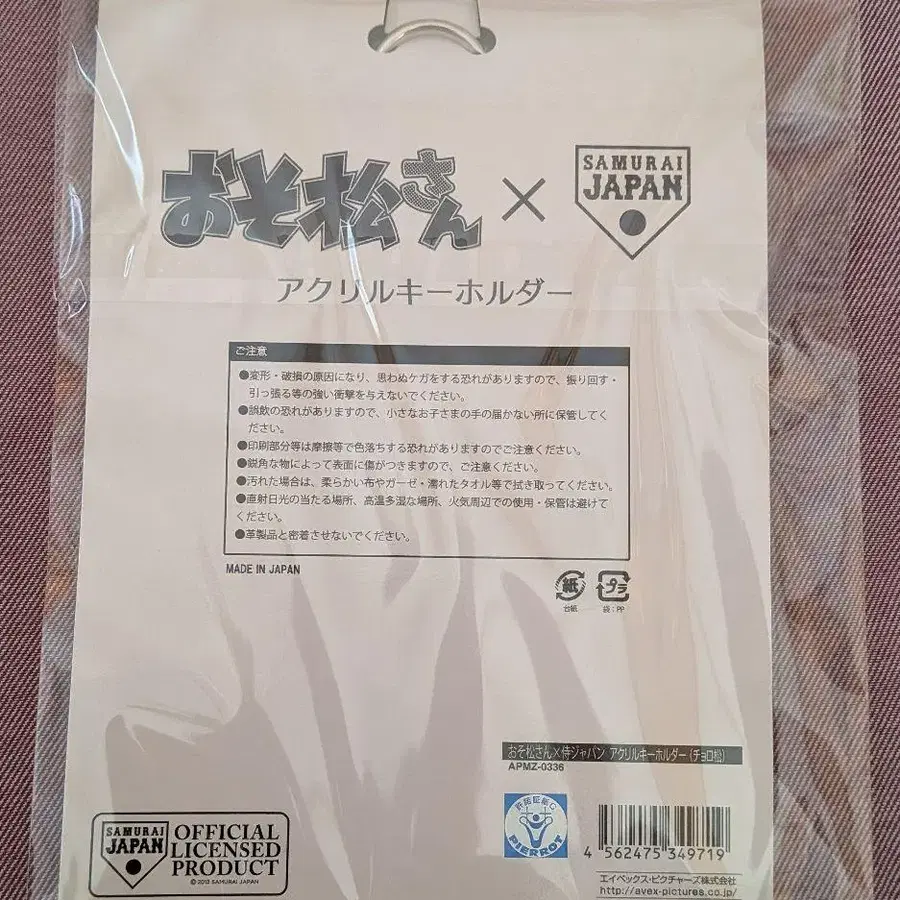 おそ松さん × SAMURAI JAPAN
アクリルキーホルダー
ご注意
●変形・破損の原因になり、思わぬケガをする恐れがありますので、振り回す・
引っ張る等の強い衝撃を与えないでください。
●誤飲の恐れがありますので、小さなお子さまの手の届かない所に保管してく
ださい。
●印刷部分等は摩擦等で色落ちする恐れがありますのでご注意ください。
●鋭角な物によって表面に傷がつきますので、ご注意ください。
●汚れた場合は、柔らかい布やガーゼ・濡れたタオル等で拭き取ってください。
●直射日光の当たる場所、高温多湿な場所、火気周辺での使用・保管は避けて
ください。
●革製品と密着させないでください。
MADE IN JAPAN
紙 プラ
台紙 袋:PP
おそ松さん×侍ジャパン アクリルキーホルダー(チョロ松)
APMZ-0336
許諾証紙C
PIERROT
4 562475 349719
エイベックス・ピクチャーズ株式会社
http://avex-pictures.co.jp/
SAMURAI
JAPAN
OFFICIAL
LICENSED
PRODUCT
© 2013 SAMURAI JAPAN